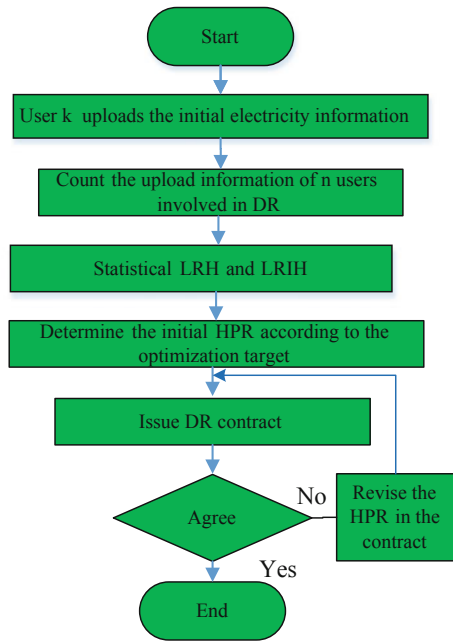 Start
User k uploads the initial electricity information
Count the upload information of n users
involved in DR
Statistical LRH and LRIH
Determine the initial HPR according to the
optimization target
Issue DR contract
Agree
No
Revise the
HPR in the
contract
Yes
End